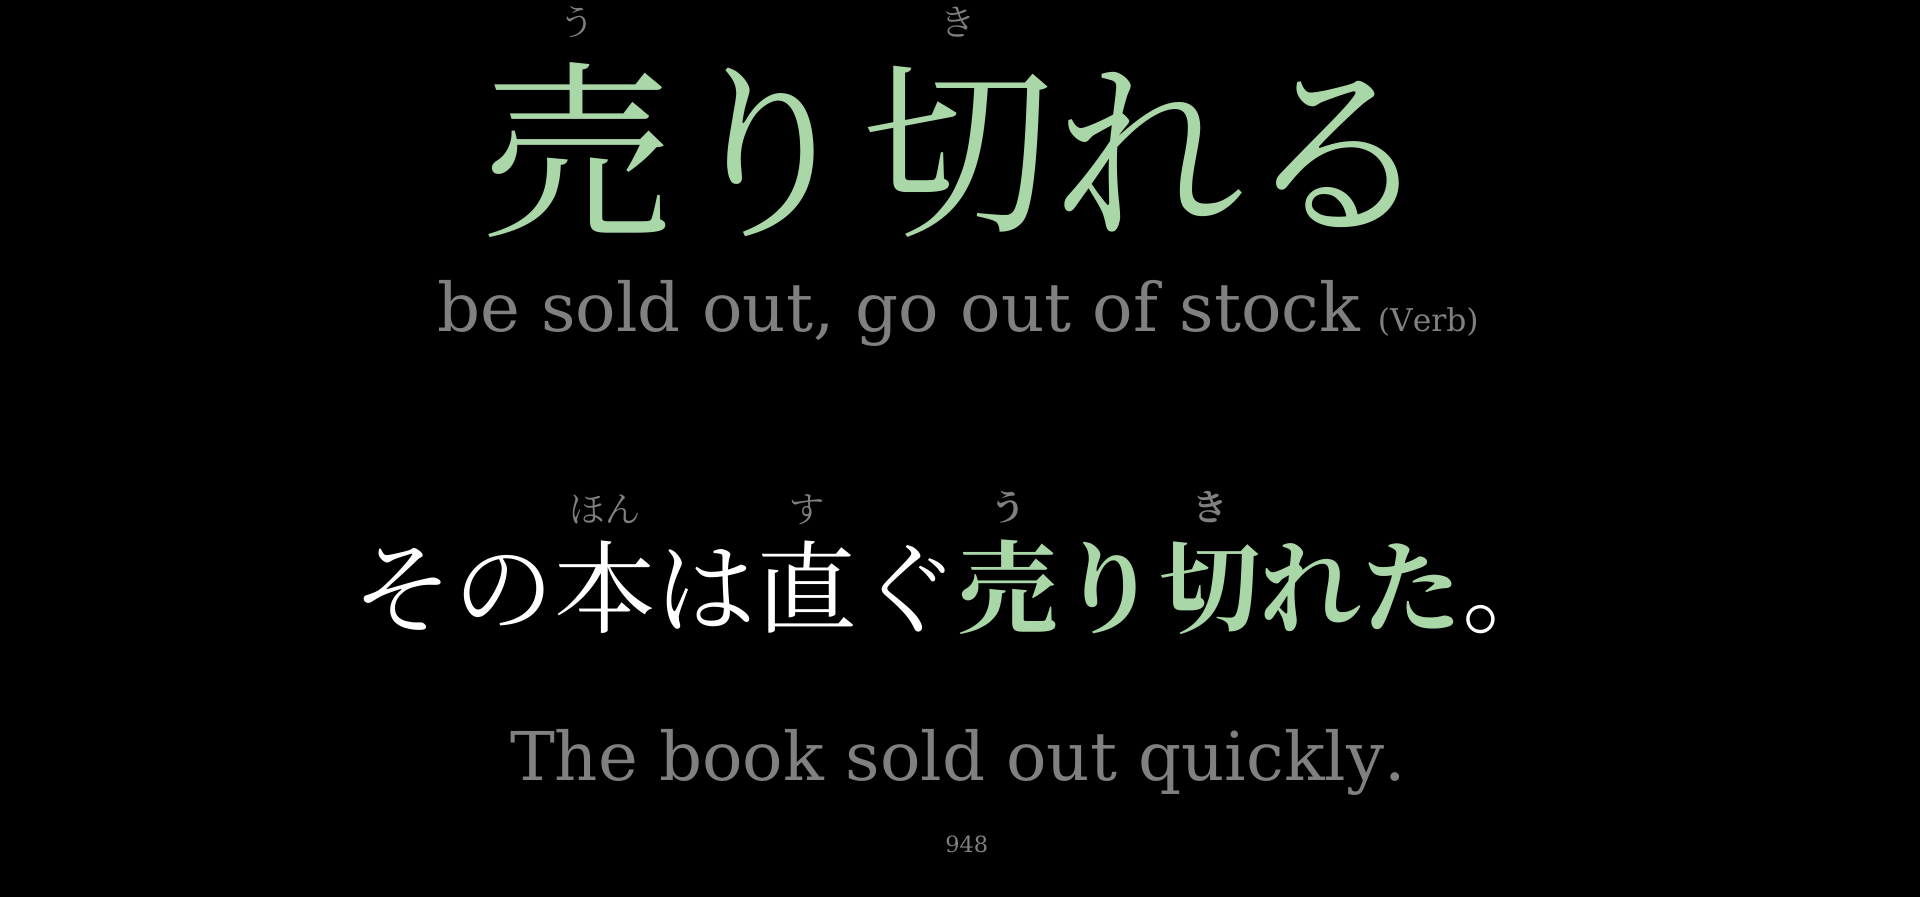 う き
売り切れる
be sold out, go out of stock (Verb)
ほん す う き
その本は直ぐ売り切れた。
The book sold out quickly.
948